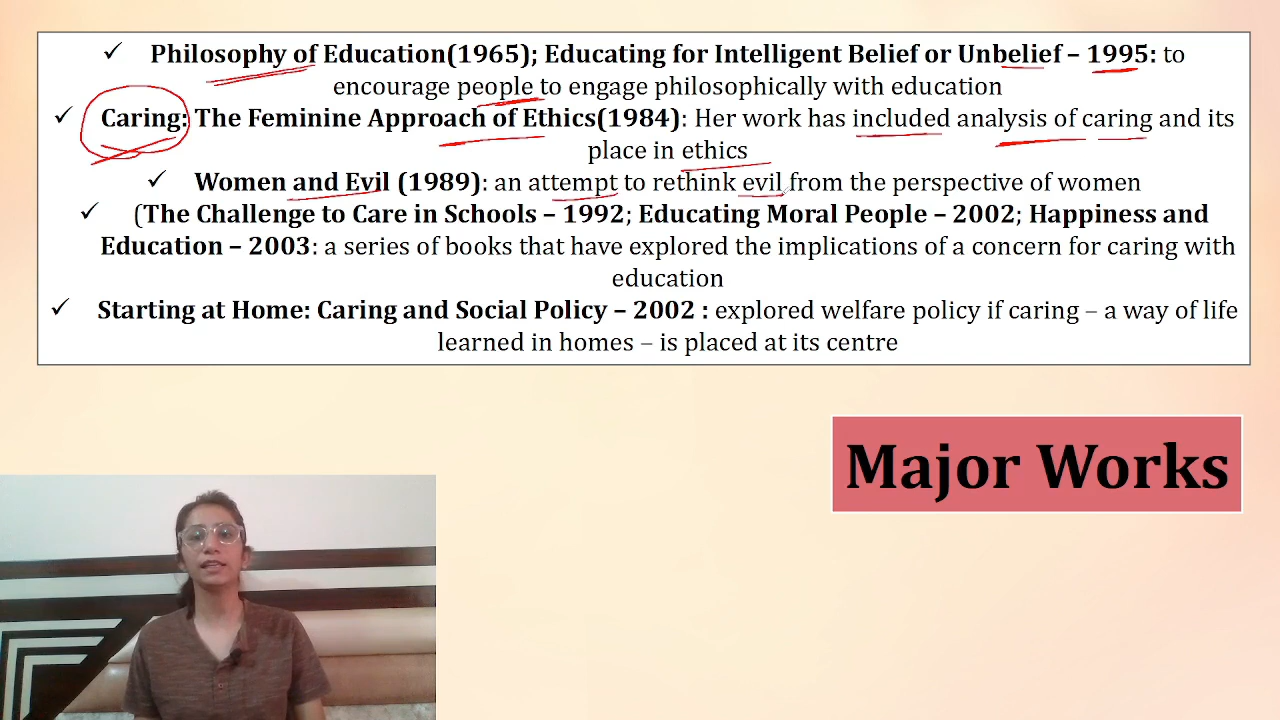 ✓ Philosophy of Education(1965); Educating for Intelligent Belief or Unbelief – 1995: to
encourage people to engage philosophically with education
✓ Caring: The Feminine Approach of Ethics(1984): Her work has included analysis of caring and its
place in ethics
✓ Women and Evil (1989): an attempt to rethink evil from the perspective of women
✓ (The Challenge to Care in Schools – 1992; Educating Moral People – 2002; Happiness and
Education – 2003: a series of books that have explored the implications of a concern for caring with
education
✓ Starting at Home: Caring and Social Policy – 2002 : explored welfare policy if caring – a way of life
learned in homes – is placed at its centre
Major Works